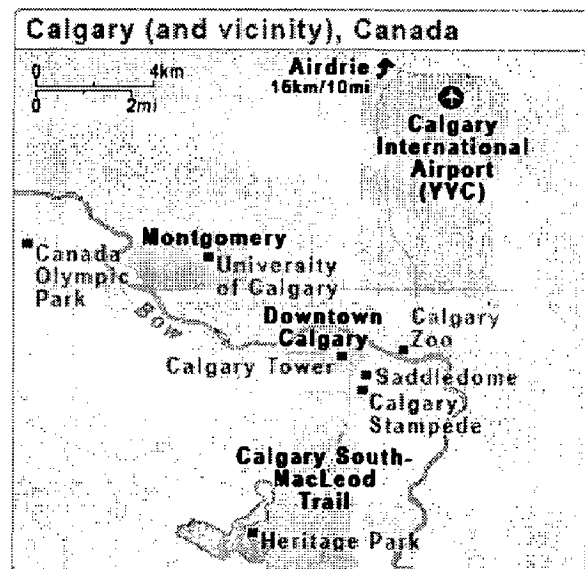 Calgary (and vicinity), Canada
0 4km
0 2mi
Airdrie
16km/10mi
Calgary
International
Airport
(YYC)
Montgomery
Canada
Olympic
Park
University
of Calgary
Bow
Downtown
Calgary
Calgary
Zoo
Calgary Tower
Saddledome
Calgary
Stampede
Calgary South-
MacLeod
Trail
Heritage Park